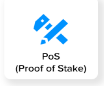 PoS
(Proof of Stake)